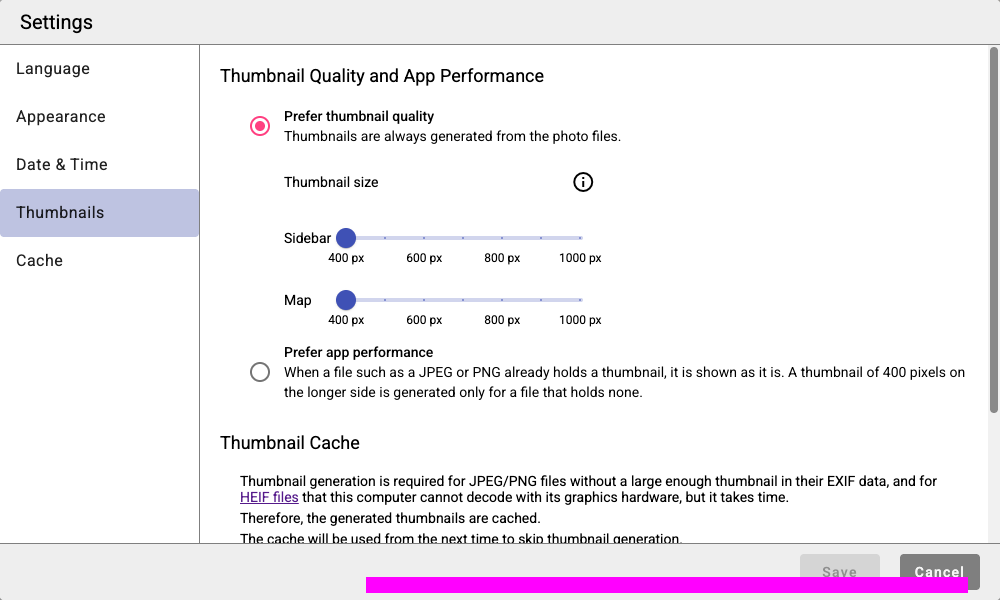 Settings
Language
Appearance
Date & Time
Thumbnails
Cache
Thumbnail Quality and App Performance
Prefer thumbnail quality
Thumbnails are always generated from the photo files.
Thumbnail size
Sidebar
400 px 600 px 800 px 1000 px
Map
400 px 600 px 800 px 1000 px
Prefer app performance
When a file such as a JPEG or PNG already holds a thumbnail, it is shown as it is. A thumbnail of 400 pixels on
the longer side is generated only for a file that holds none.
Thumbnail Cache
Thumbnail generation is required for JPEG/PNG files without a large enough thumbnail in their EXIF data, and for
HEIF files that this computer cannot decode with its graphics hardware, but it takes time.
Therefore, the generated thumbnails are cached.
The cache will be used from the next time to skip thumbnail generation.
Save Cancel